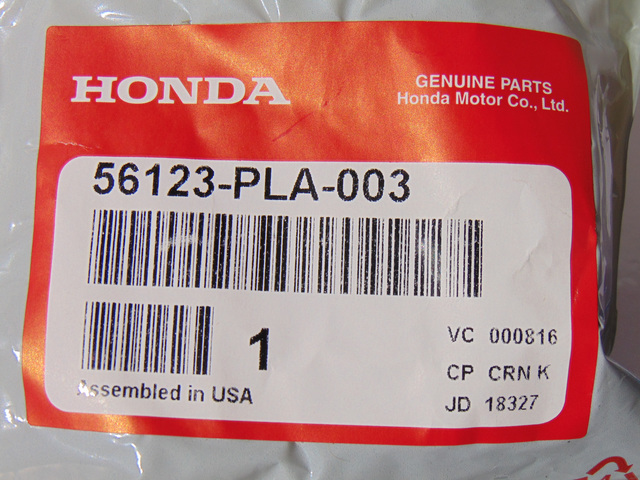 HONDA
GENUINE PARTS
Honda Motor Co., Ltd.
56123-PLA-003
1
VC 000816
CP CRN K
Assembled in USA
JD 18327